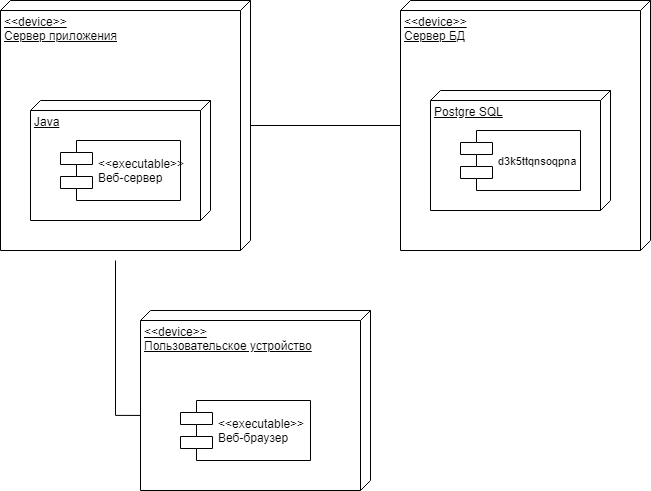 <<device>>
Сервер приложения
Java
<<executable>>
Веб-сервер
<<device>>
Сервер БД
Postgre SQL
d3k5ttqnsoqpna
<<device>>
Пользовательское устройство
<<executable>>
Веб-браузер